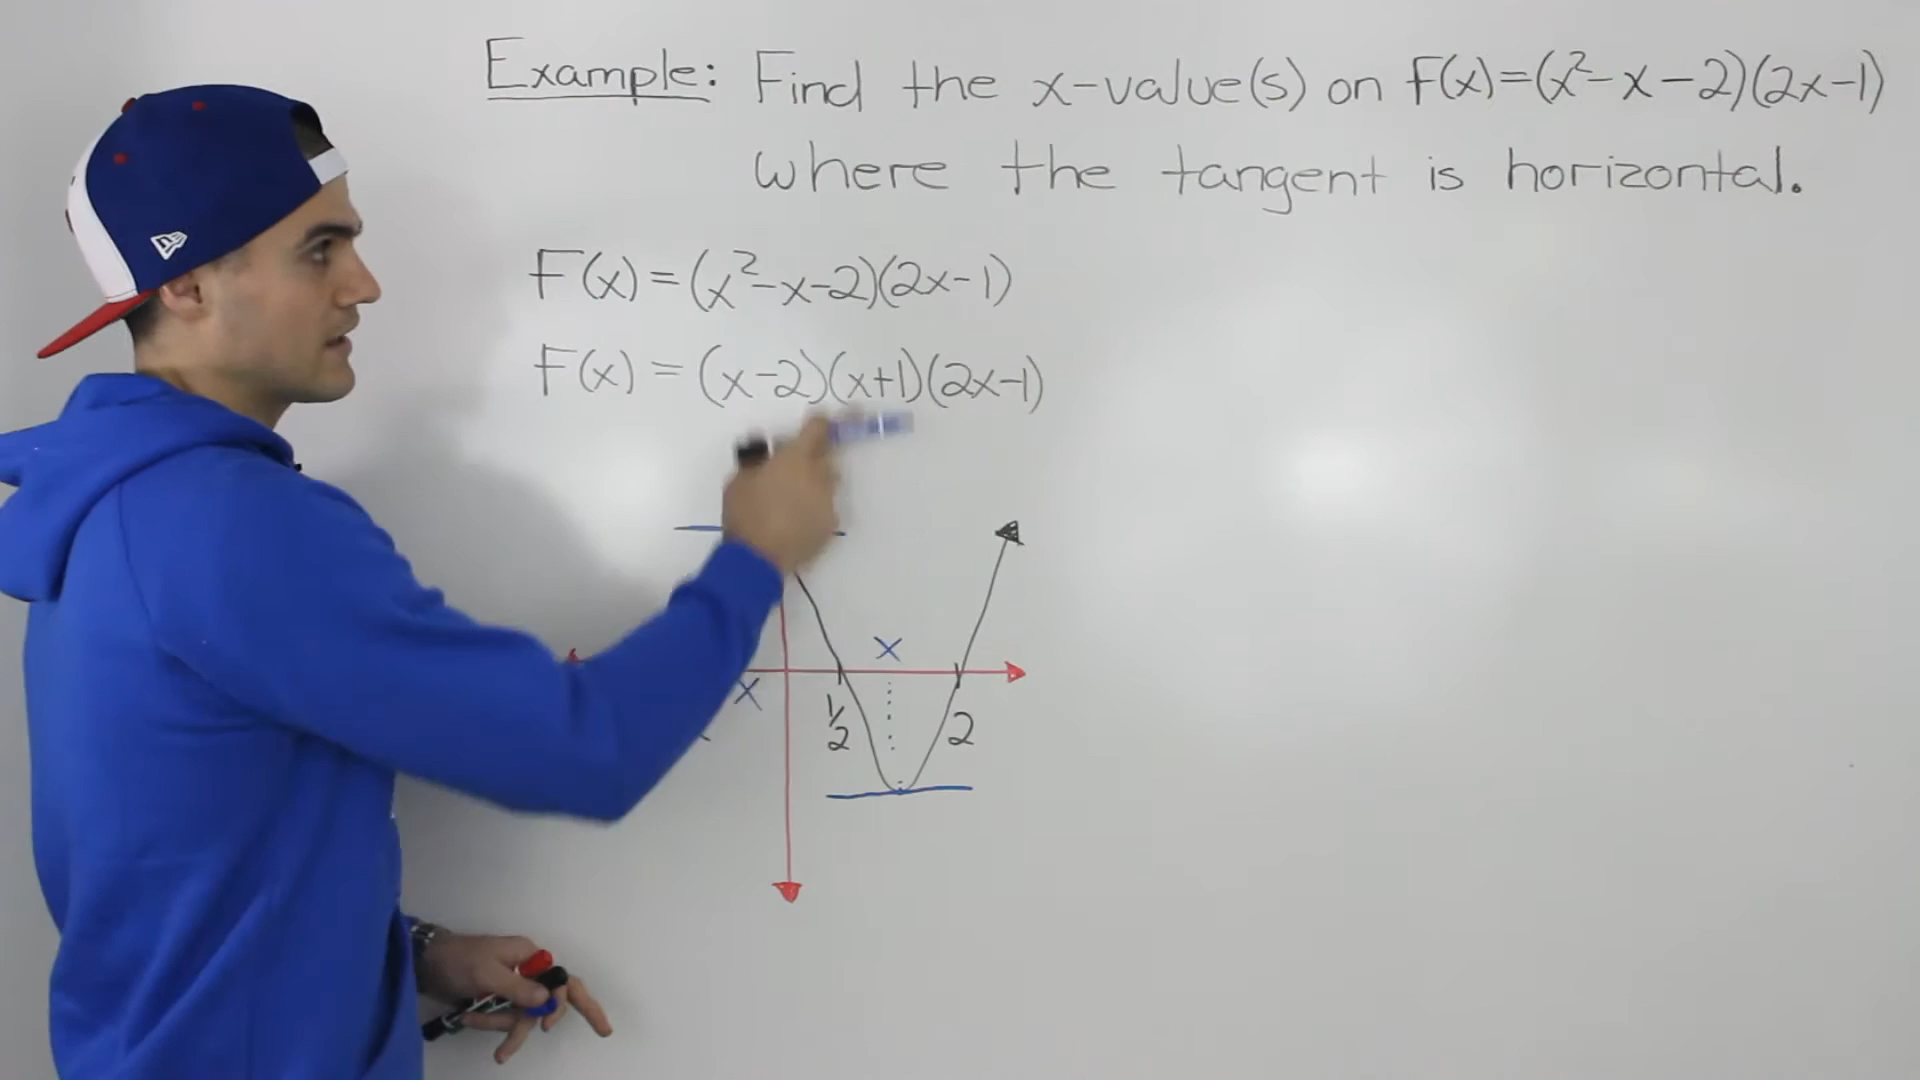 Example: Find the x-value(s) on F(x)=(x²-x-2)(2x-1)
where the tangent is horizontal.
F(x)=(x²-x-2)(2x-1)
F(x)=(x-2)(x+1)(2x-1)
x
x
1/2
2